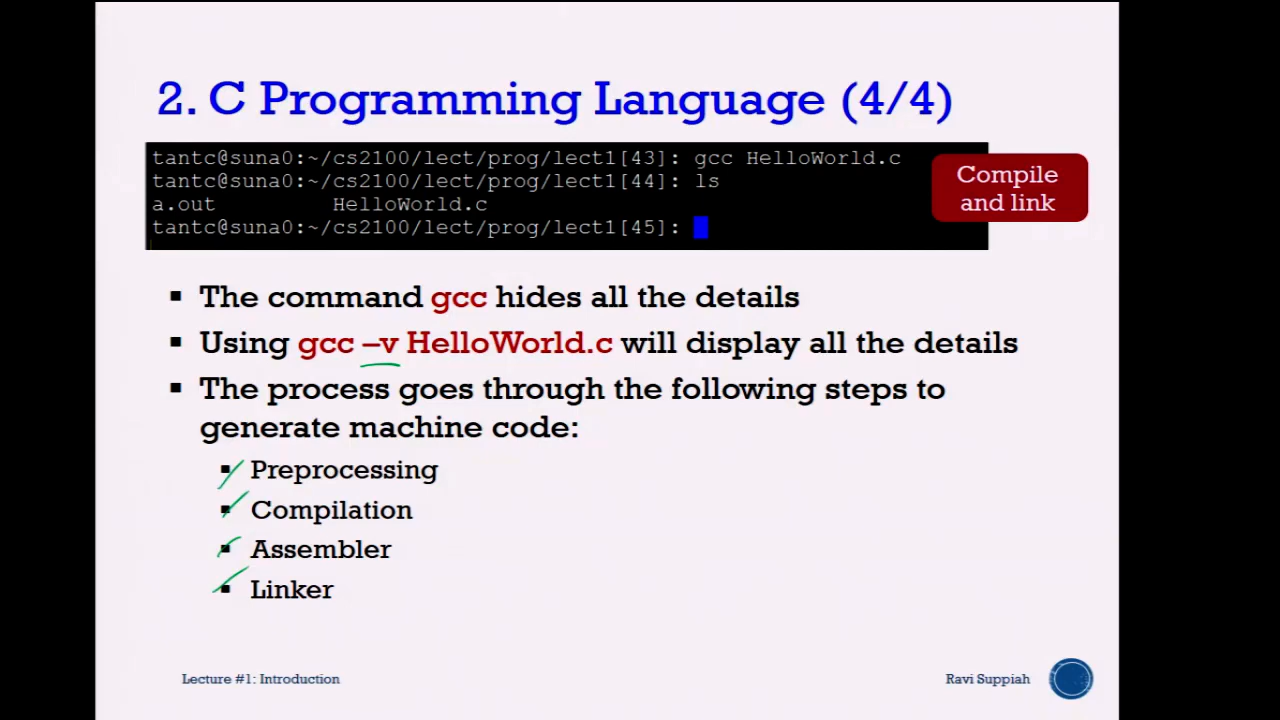 2. C Programming Language (4/4)
tantc@suna0:~/cs2100/lect/prog/lect1[43]: gcc HelloWorld.c
tantc@suna0:~/cs2100/lect/prog/lect1[44]: ls
a.out HelloWorld.c
tantc@suna0:~/cs2100/lect/prog/lect1[45]:
Compile
and link
▪ The command gcc hides all the details
▪ Using gcc –v HelloWorld.c will display all the details
▪ The process goes through the following steps to
generate machine code:
▪ Preprocessing
▪ Compilation
▪ Assembler
▪ Linker
Lecture #1: Introduction
Ravi Suppiah